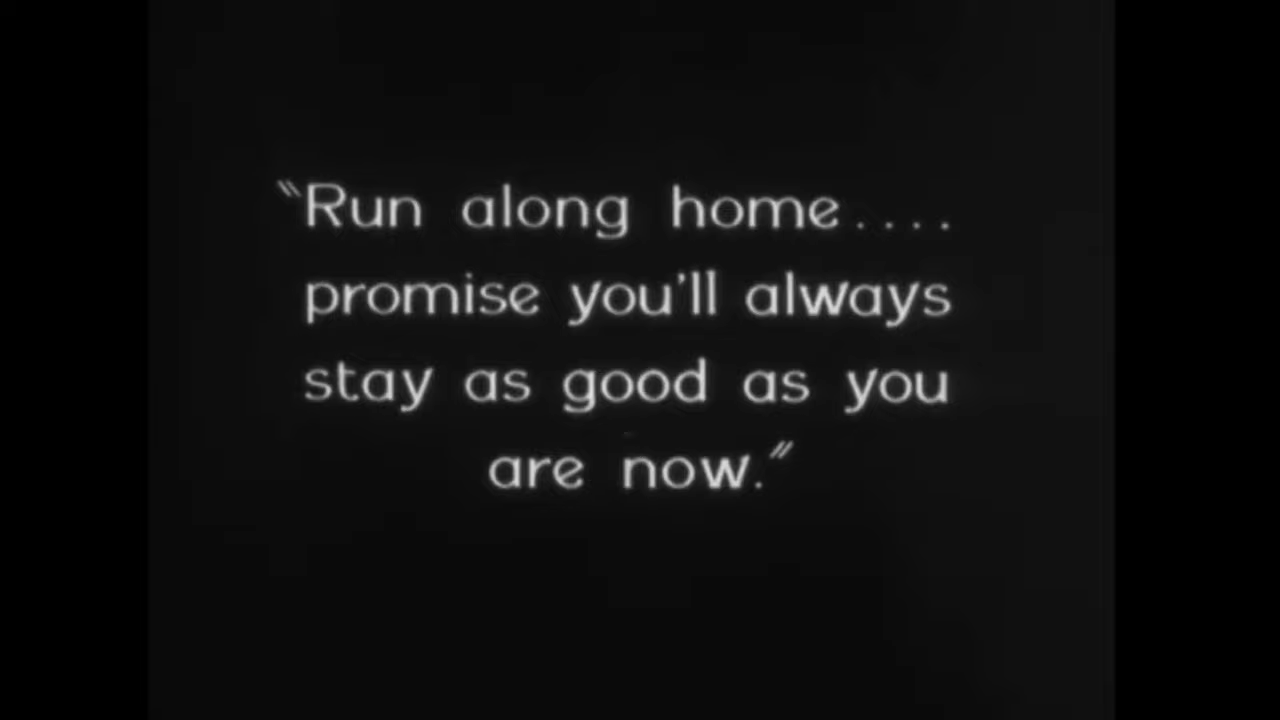 "Run along home....
promise you'll always
stay as good as you
are now."